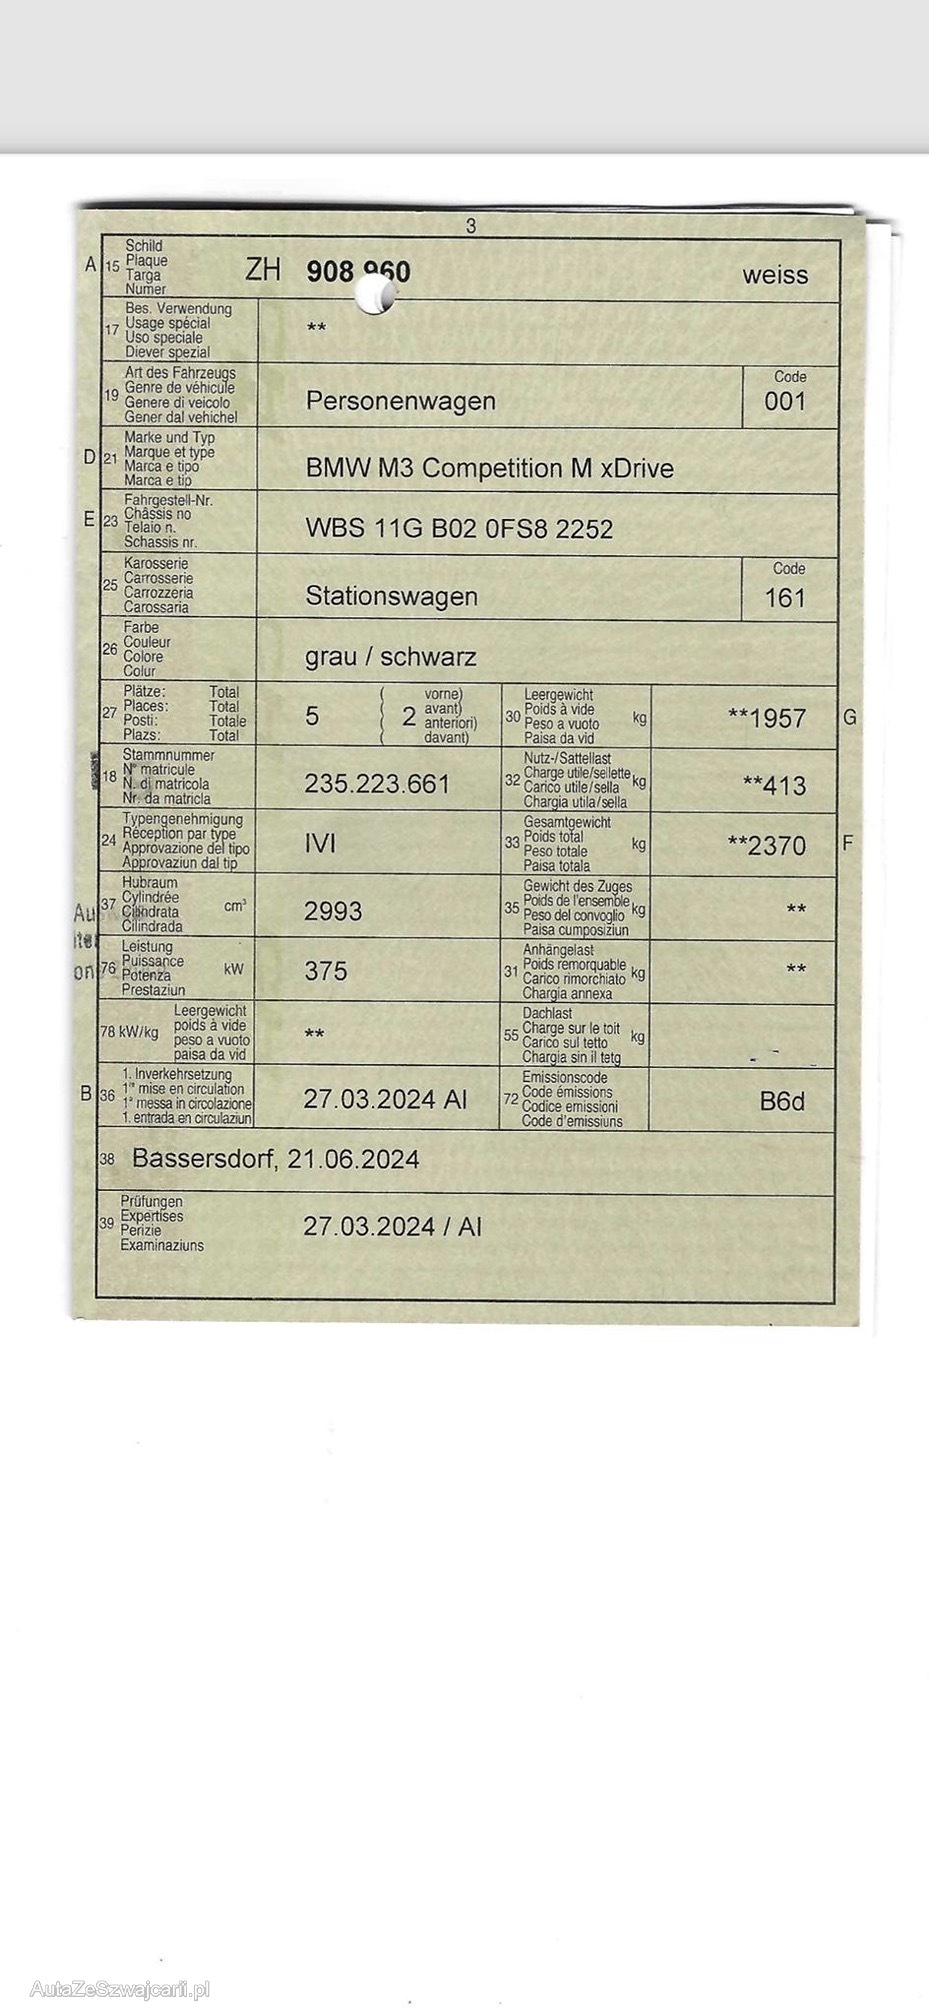 3
A 15 Schild
Plaque
Targa
Numer
ZH 908 960 weiss
17 Bes. Verwendung
Usage spécial
Uso speciale
Diever spezial
**
19 Art des Fahrzeugs
Genre de véhicule
Genere di veicolo
Gener dal vehichel
Personenwagen
Code
001
D 21 Marke und Typ
Marque et type
Marca e tipo
Marca e tip
BMW M3 Competition M xDrive
E 23 Fahrgestell-Nr.
Châssis no
Telaio n.
Schassis nr.
WBS 11G B02 0FS8 2252
25 Karosserie
Carrosserie
Carrozzeria
Carossaria
Stationswagen
Code
161
26 Farbe
Couleur
Colore
Colur
grau / schwarz
27 Plätze: Total
Places: Total
Posti: Totale
Plazs: Total
5
( vorne)
( 2 avant)
( anteriori)
( davant)
30 Leergewicht
Poids à vide
Peso a vuoto
Paisa da vid
kg
**1957
G
18 Stammnummer
N° matricule
N. di matricola
Nr. da matricla
235.223.661
32 Nutz-/Sattellast
Charge utile/sellette
Carico utile/sella
Chargia utila/sella
kg
**413
24 Typengenehmigung
Réception par type
Approvazione del tipo
Approvaziun dal tip
IVI
33 Gesamtgewicht
Poids total
Peso totale
Paisa totala
kg
**2370
F
37 Hubraum
Cylindrée
Cilindrata
Cilindrada
cm³
2993
35 Gewicht des Zuges
Poids de l'ensemble
Peso del convoglio
Paisa cumposiziun
kg
**
76 Leistung
Puissance
Potenza
Prestaziun
kW
375
31 Anhängelast
Poids remorquable
Carico rimorchiato
Chargia annexa
kg
**
78 kW/kg
Leergewicht
poids à vide
peso a vuoto
paisa da vid
**
55 Dachlast
Charge sur le toit
Carico sul tetto
Chargia sin il tetg
kg
B 36 1. Inverkehrsetzung
1re mise en circulation
1a messa in circolazione
1. entrada en circulaziun
27.03.2024 AI
72 Emissionscode
Code émissions
Codice emissioni
Code d'emissiuns
B6d
38 Bassersdorf, 21.06.2024
39 Prüfungen
Expertises
Perizie
Examinaziuns
27.03.2024 / AI
AutaZeSzwajcarii.pl